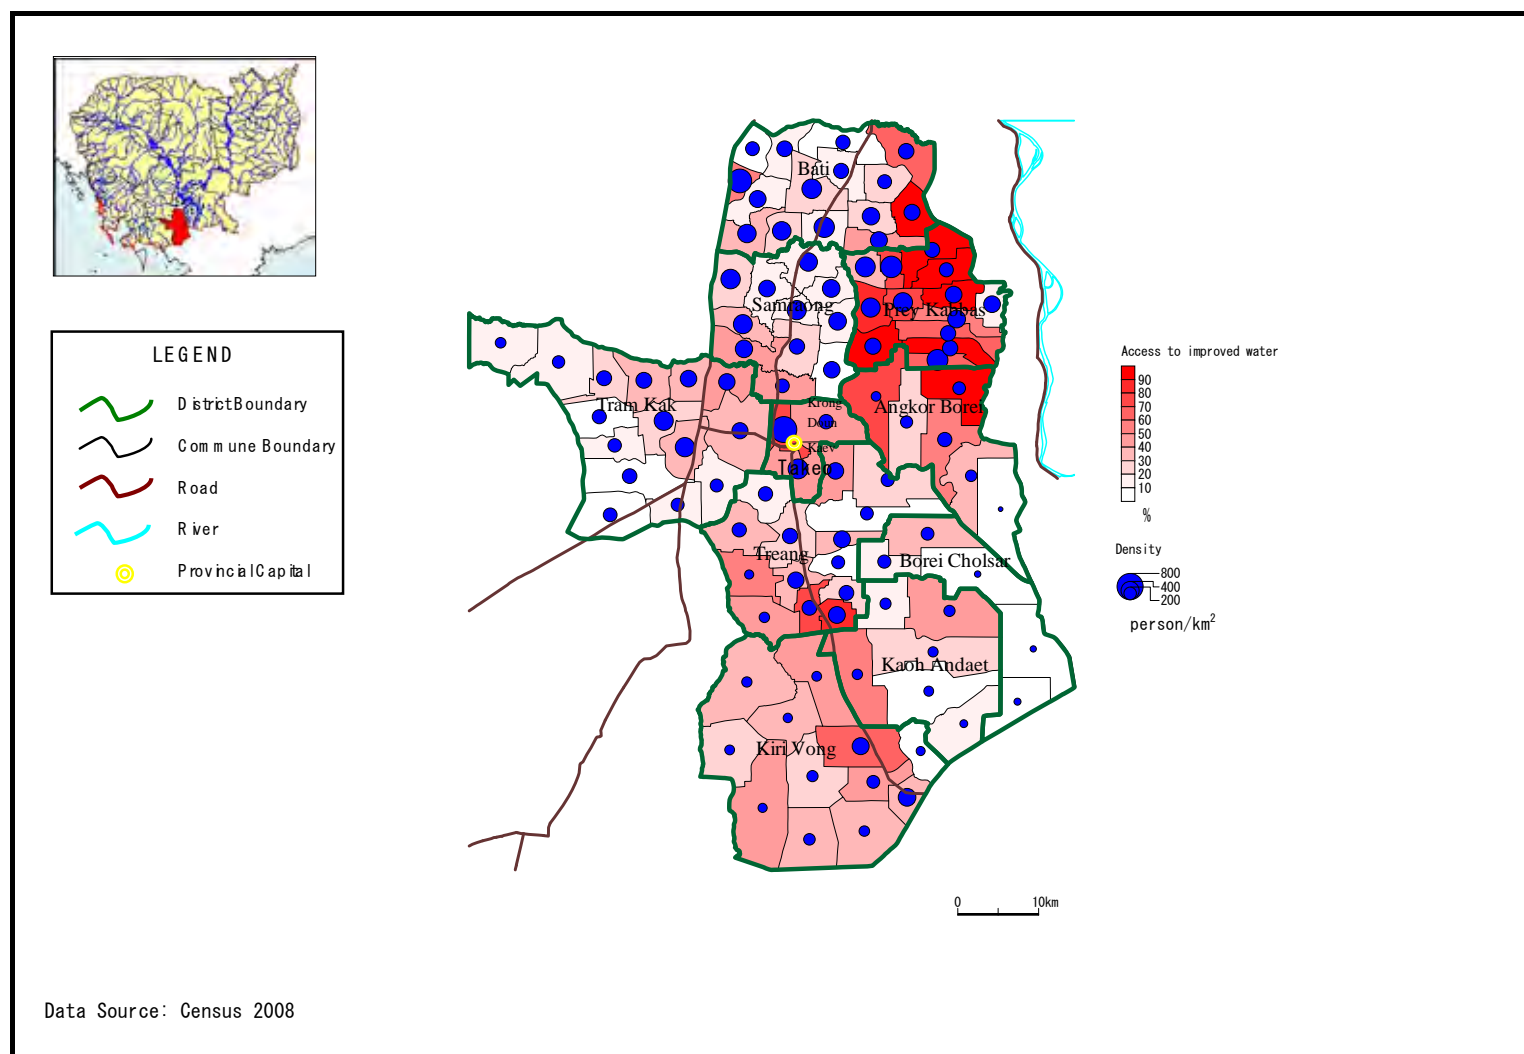 Bati
Samraong
Prey Kabbas
Tram Kak
Krong
Doun
Kaev
Angkor Borei
Takeo
Treang
Borei Cholsar
Kaoh Andaet
Kiri Vong
LEGEND
District Boundary
Commune Boundary
Road
River
Provincial Capital
Access to improved water
90
80
70
60
50
40
30
20
10
%
Density
800
400
200
person/km²
0 10km
Data Source: Census 2008